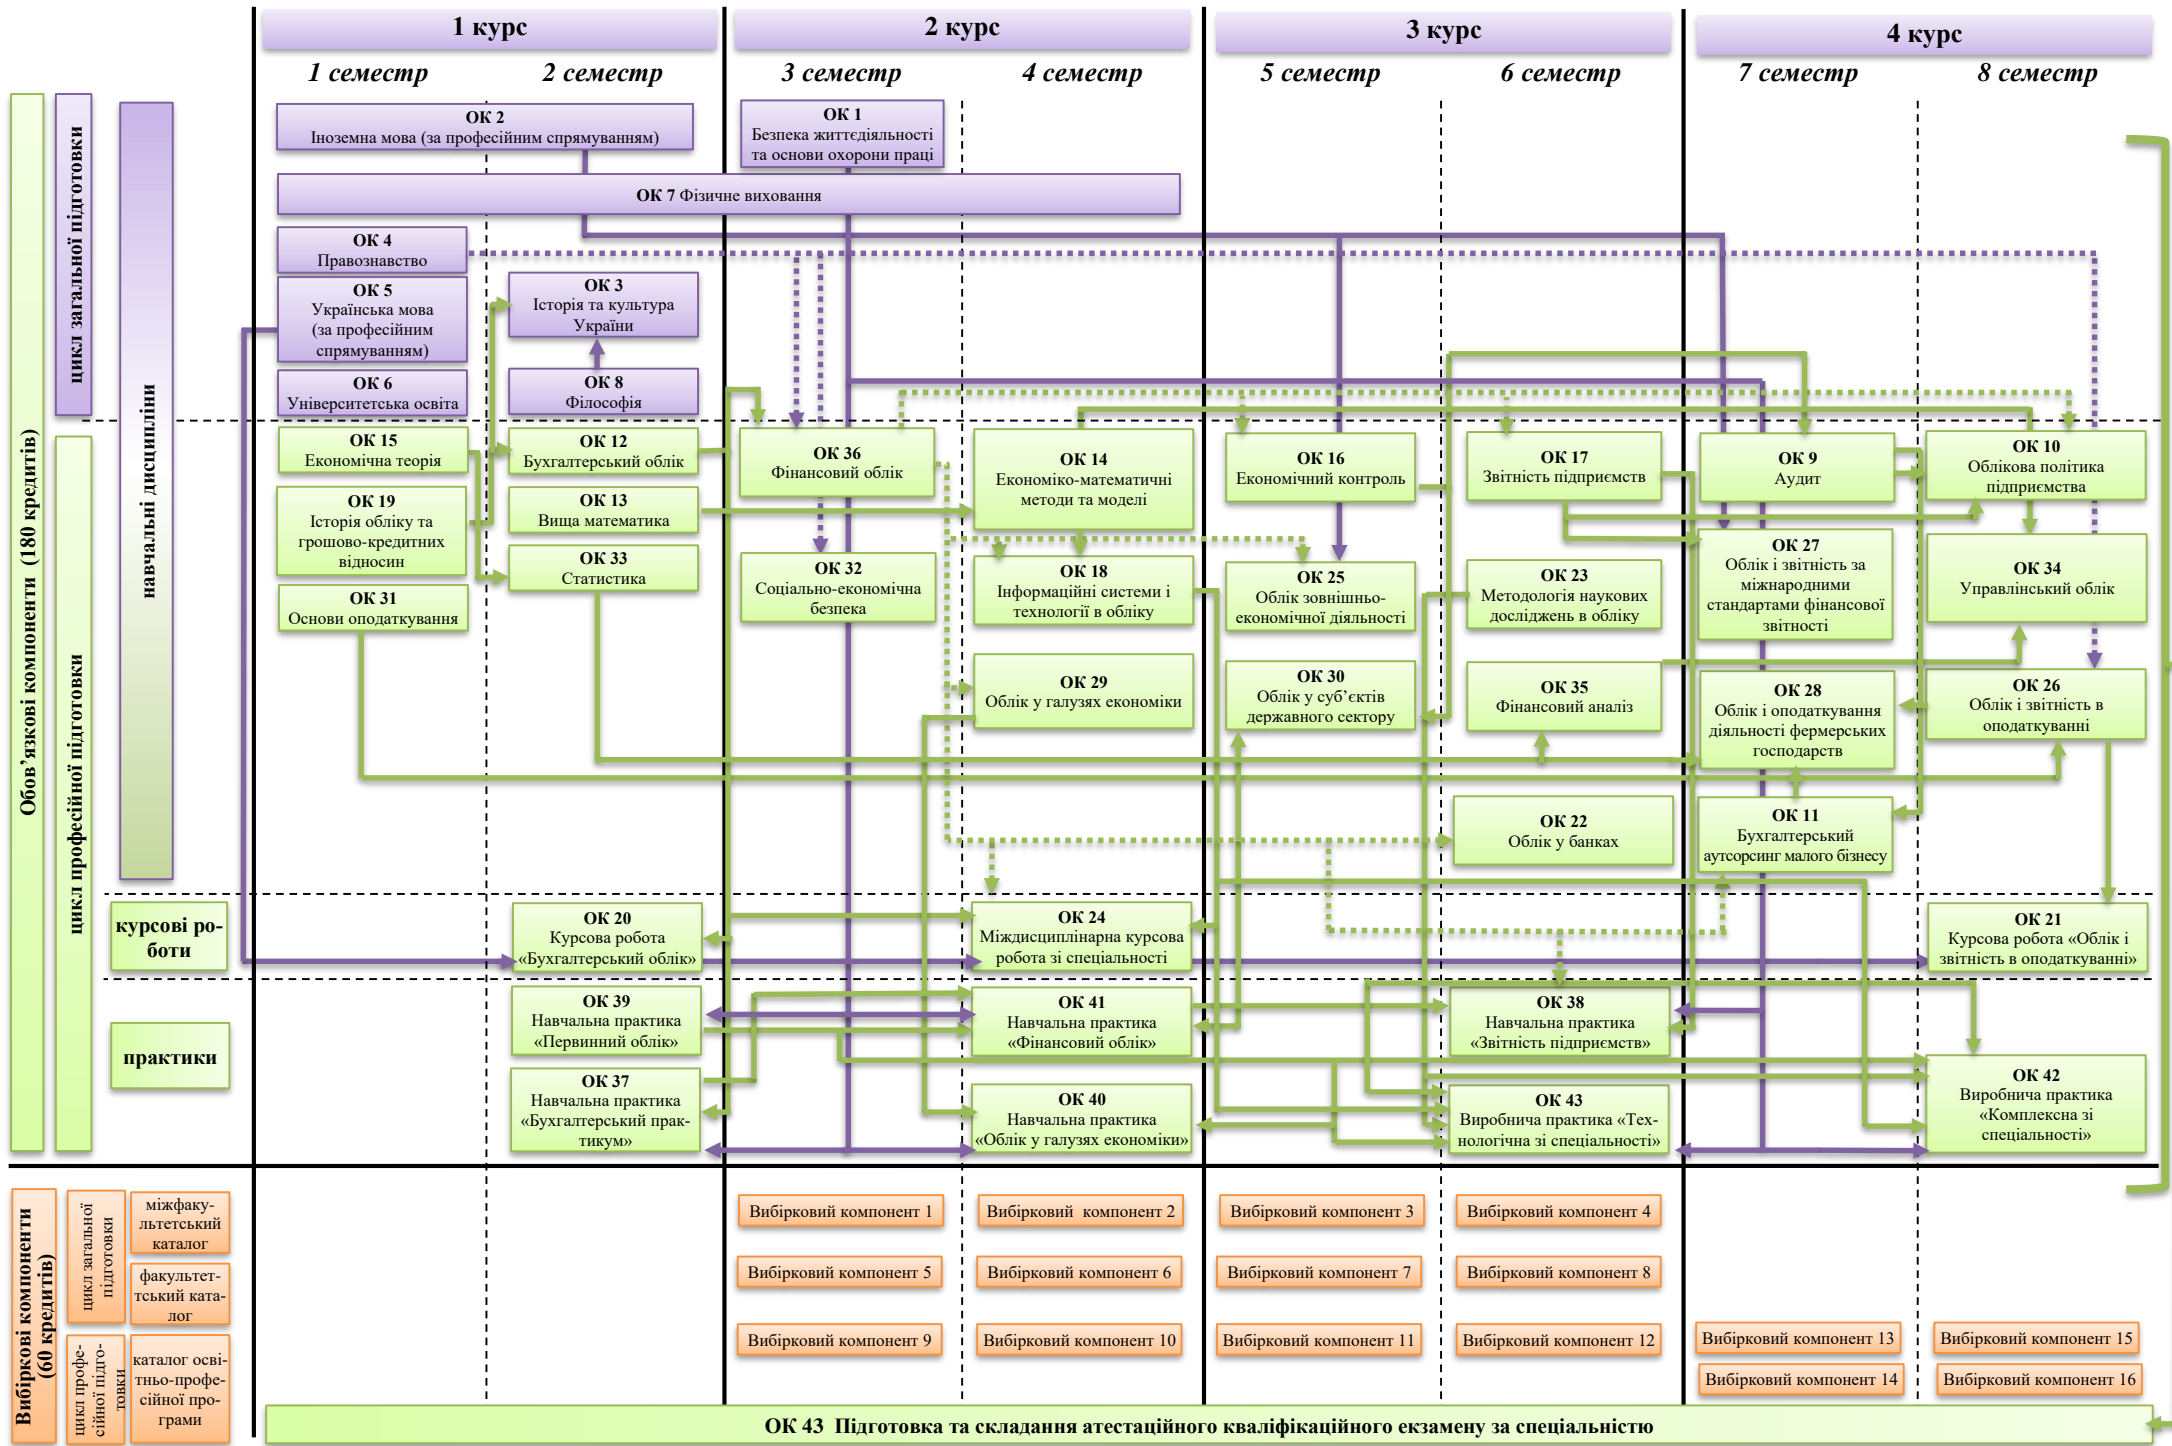 1 курс
2 курс
3 курс
4 курс
1 семестр
2 семестр
3 семестр
4 семестр
5 семестр
6 семестр
7 семестр
8 семестр
Обов’язкові компоненти (180 кредитів)
цикл загальної підготовки
цикл професійної підготовки
навчальні дисципліни
ОК 2
Іноземна мова (за професійним спрямуванням)
ОК 1
Безпека життєдіяльності
та основи охорони праці
ОК 7 Фізичне виховання
ОК 4
Правознавство
ОК 5
Українська мова
(за професійним
спрямуванням)
ОК 6
Університетська освіта
ОК 3
Історія та культура
України
ОК 8
Філософія
ОК 15
Економічна теорія
ОК 19
Історія обліку та
грошово-кредитних
відносин
ОК 31
Основи оподаткування
ОК 12
Бухгалтерський облік
ОК 13
Вища математика
ОК 33
Статистика
ОК 36
Фінансовий облік
ОК 32
Соціально-економічна
безпека
ОК 14
Економіко-математичні
методи та моделі
ОК 18
Інформаційні системи і
технології в обліку
ОК 29
Облік у галузях економіки
ОК 16
Економічний контроль
ОК 25
Облік зовнішньо-
економічної діяльності
ОК 30
Облік у суб’єктів
державного сектору
ОК 17
Звітність підприємств
ОК 23
Методологія наукових
досліджень в обліку
ОК 35
Фінансовий аналіз
ОК 22
Облік у банках
ОК 9
Аудит
ОК 27
Облік і звітність за
міжнародними
стандартами фінансової
звітності
ОК 28
Облік і оподаткування
діяльності фермерських
господарств
ОК 11
Бухгалтерський
аутсорсинг малого бізнесу
ОК 10
Облікова політика
підприємства
ОК 34
Управлінський облік
ОК 26
Облік і звітність в
оподаткуванні
курсові ро-
боти
ОК 20
Курсова робота
«Бухгалтерський облік»
ОК 24
Міждисциплінарна курсова
робота зі спеціальності
ОК 21
Курсова робота «Облік і
звітність в оподаткуванні»
практики
ОК 39
Навчальна практика
«Первинний облік»
ОК 37
Навчальна практика
«Бухгалтерський прак-
тикум»
ОК 41
Навчальна практика
«Фінансовий облік»
ОК 40
Навчальна практика
«Облік у галузях економіки»
ОК 38
Навчальна практика
«Звітність підприємств»
ОК 43
Виробнича практика «Тех-
нологічна зі спеціальності»
ОК 42
Виробнича практика
«Комплексна зі
спеціальності»
Вибіркові компоненти
(60 кредитів)
цикл загальної
підготовки
міжфаку-
льтетський
каталог
факультет-
тський ката-
лог
цикл профе-
сійної підго-
товки
каталог осві-
тньо-профе-
сійної про-
грами
Вибірковий компонент 1
Вибірковий компонент 2
Вибірковий компонент 3
Вибірковий компонент 4
Вибірковий компонент 5
Вибірковий компонент 6
Вибірковий компонент 7
Вибірковий компонент 8
Вибірковий компонент 9
Вибірковий компонент 10
Вибірковий компонент 11
Вибірковий компонент 12
Вибірковий компонент 13
Вибірковий компонент 15
Вибірковий компонент 14
Вибірковий компонент 16
ОК 43 Підготовка та складання атестаційного кваліфікаційного екзамену за спеціальністю